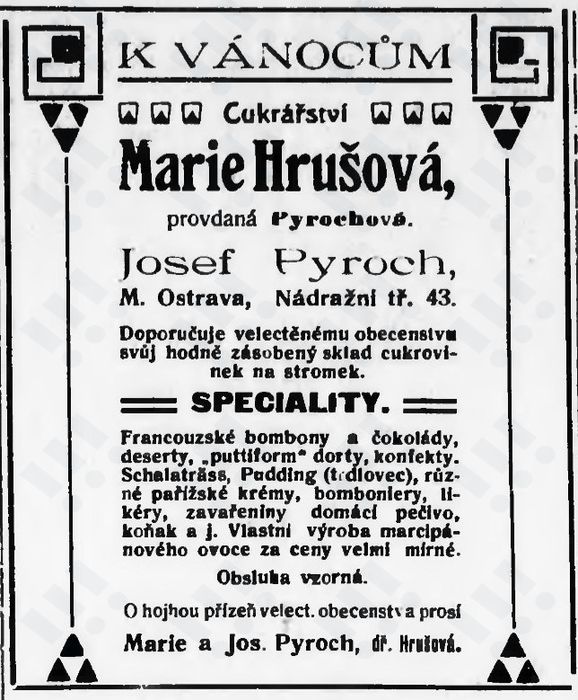 K VÁNOCŮM
Cukrářství
Marie Hrušová,
provdaná Pyrochová.
Josef Pyroch,
M. Ostrava, Nádražní tř. 43.
Doporučuje velectěnému obecenstvu
svůj hodně zásobený sklad cukrovi-
nek na stromek.
SPECIALITY.
Francouzské bombony a čokolády,
deserty, „puttiform“ dorty, konfekty.
Schalaträss, Pudding (trdlovec), růz-
né pařížské krémy, bomboniery, li-
kéry, zavařeniny domácí pečivo,
koňak a j. Vlastní výroba marcipá-
nového ovoce za ceny velmi mírné.
Obsluha vzorná.
O hojhou přízeň velect. obecenstva prosí
Marie a Jos. Pyroch, dř. Hrušová.